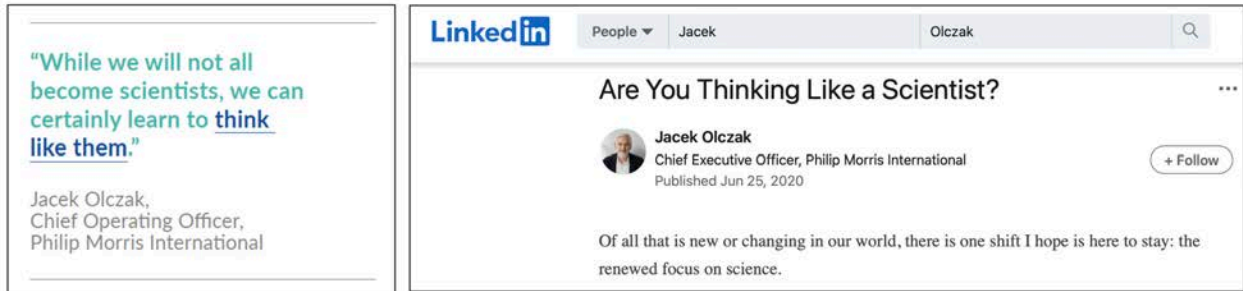 “While we will not all
become scientists, we can
certainly learn to think
like them.”
Jacek Olczak,
Chief Operating Officer,
Philip Morris International
LinkedIn People Jacek Olczak
Are You Thinking Like a Scientist?
Jacek Olczak
Chief Executive Officer, Philip Morris International
Published Jun 25, 2020
+ Follow
Of all that is new or changing in our world, there is one shift I hope is here to stay: the
renewed focus on science.